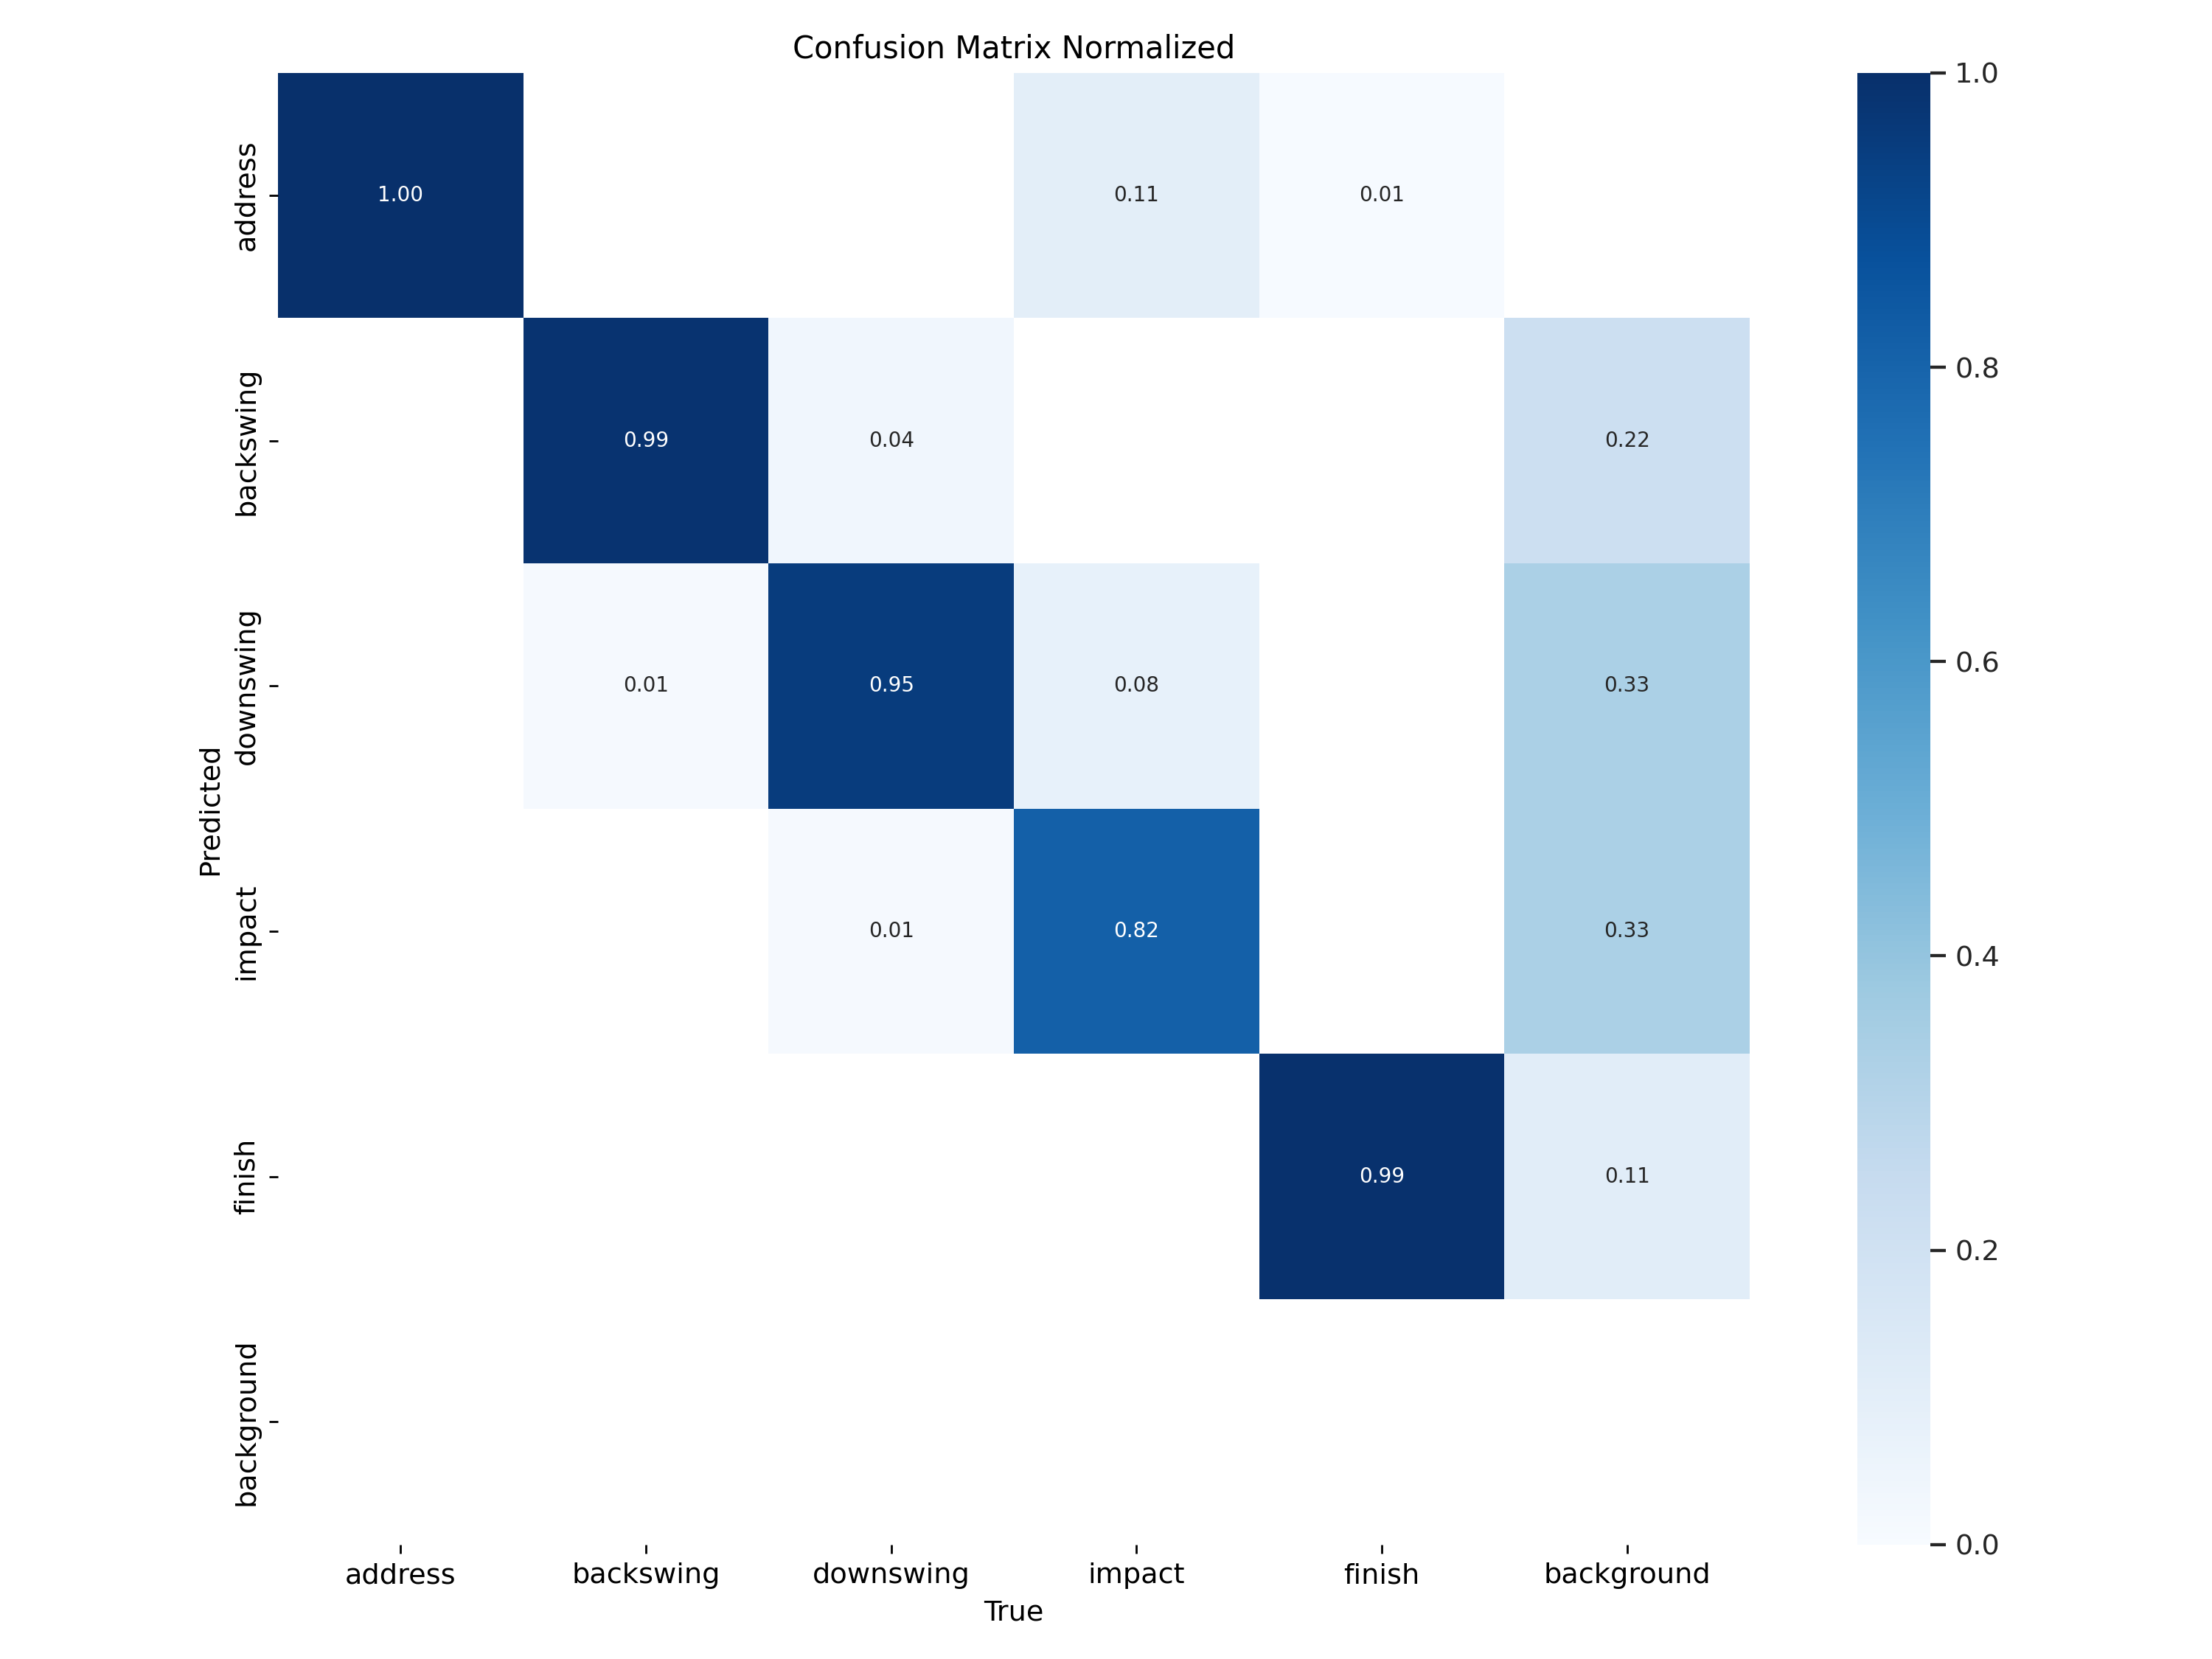 Confusion Matrix Normalized
address
1.00
0.11
0.01
backswing
0.99
0.04
0.22
downswing
0.01
0.95
0.08
0.33
impact
0.01
0.82
0.33
finish
0.99
0.11
background
Predicted
address backswing downswing impact finish background
True
1.0
0.8
0.6
0.4
0.2
0.0